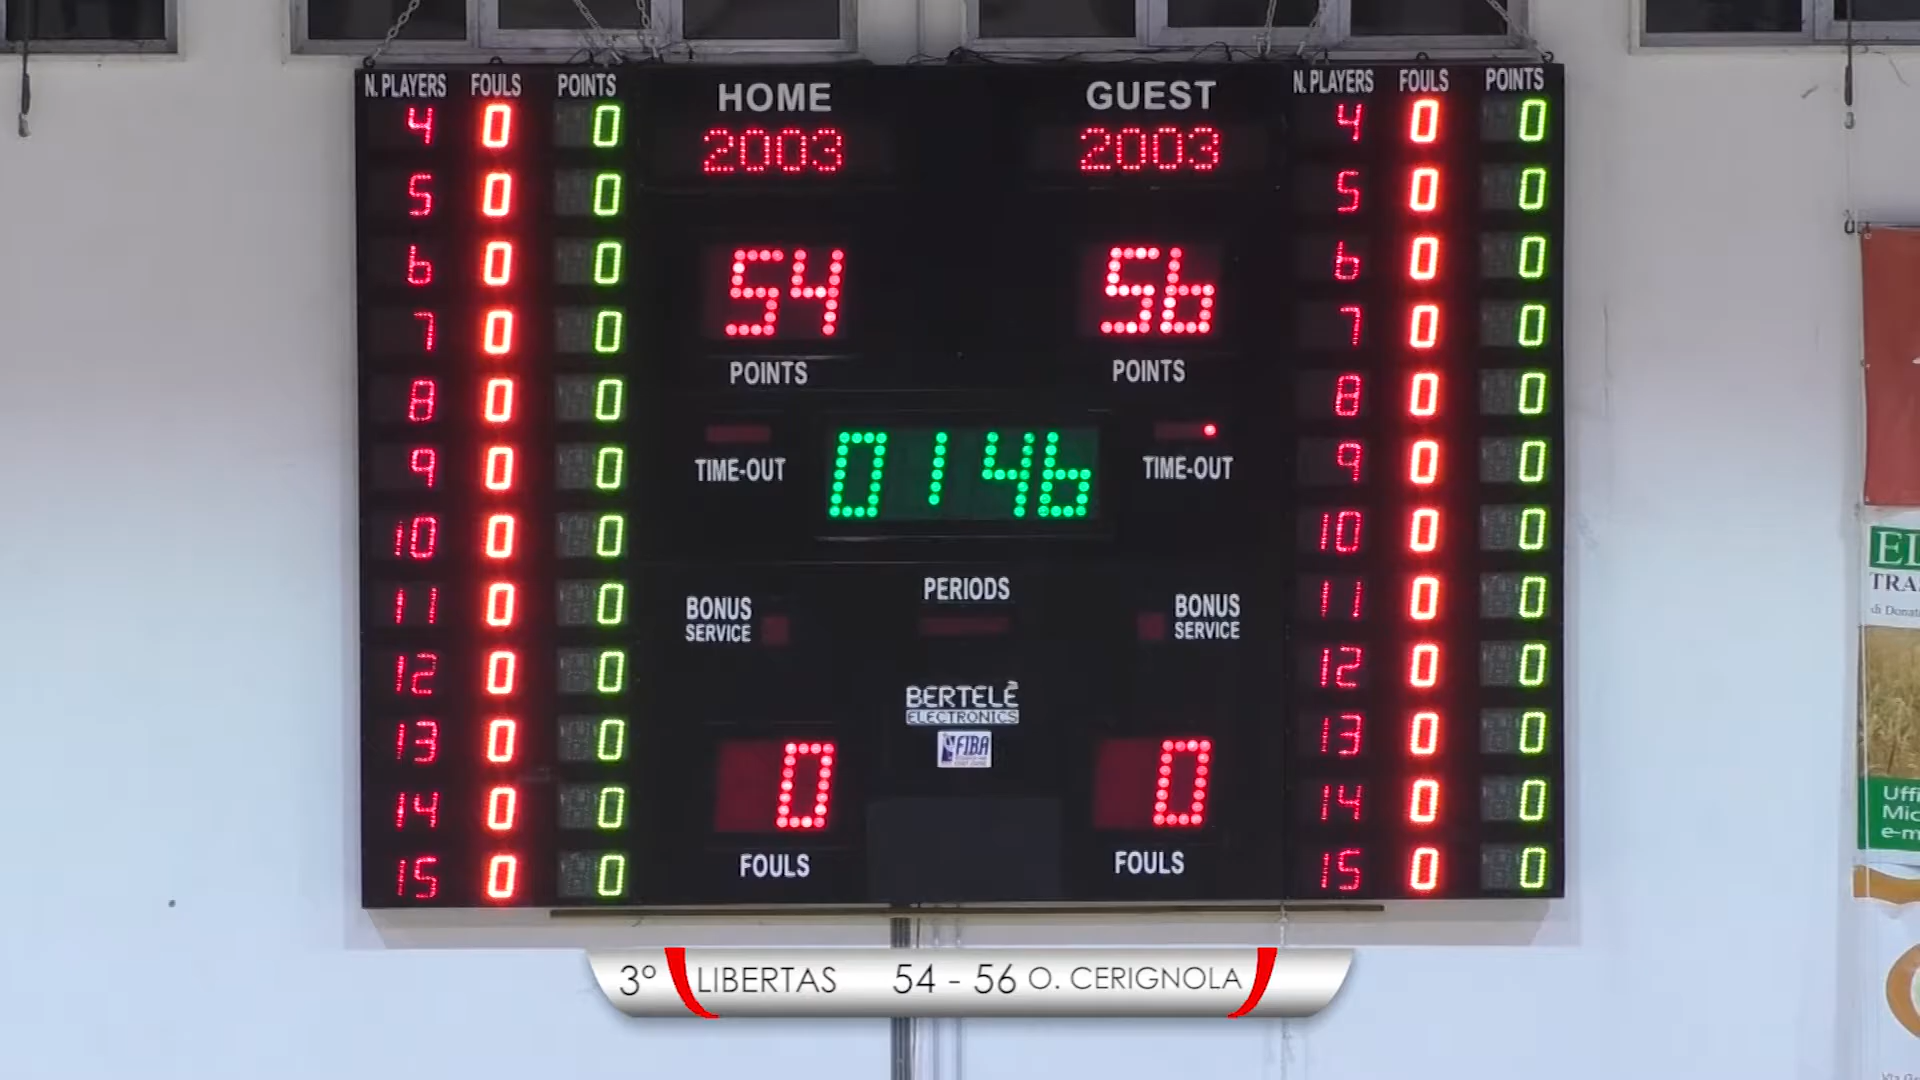 N. PLAYERS FOULS POINTS
4 0 0
5 0 0
6 0 0
7 0 0
8 0 0
9 0 0
10 0 0
11 0 0
12 0 0
13 0 0
14 0 0
15 0 0
HOME
2003
54
POINTS
GUEST
2003
56
POINTS
TIME-OUT
01 46
TIME-OUT
PERIODS
BONUS
SERVICE
BONUS
SERVICE
BERTELÈ
ELECTRONICS
FIBA
0
FOULS
0
FOULS
N. PLAYERS FOULS POINTS
4 0 0
5 0 0
6 0 0
7 0 0
8 0 0
9 0 0
10 0 0
11 0 0
12 0 0
13 0 0
14 0 0
15 0 0
di
Uffi
Mic
e-m
3° LIBERTAS 54 - 56 O. CERIGNOLA